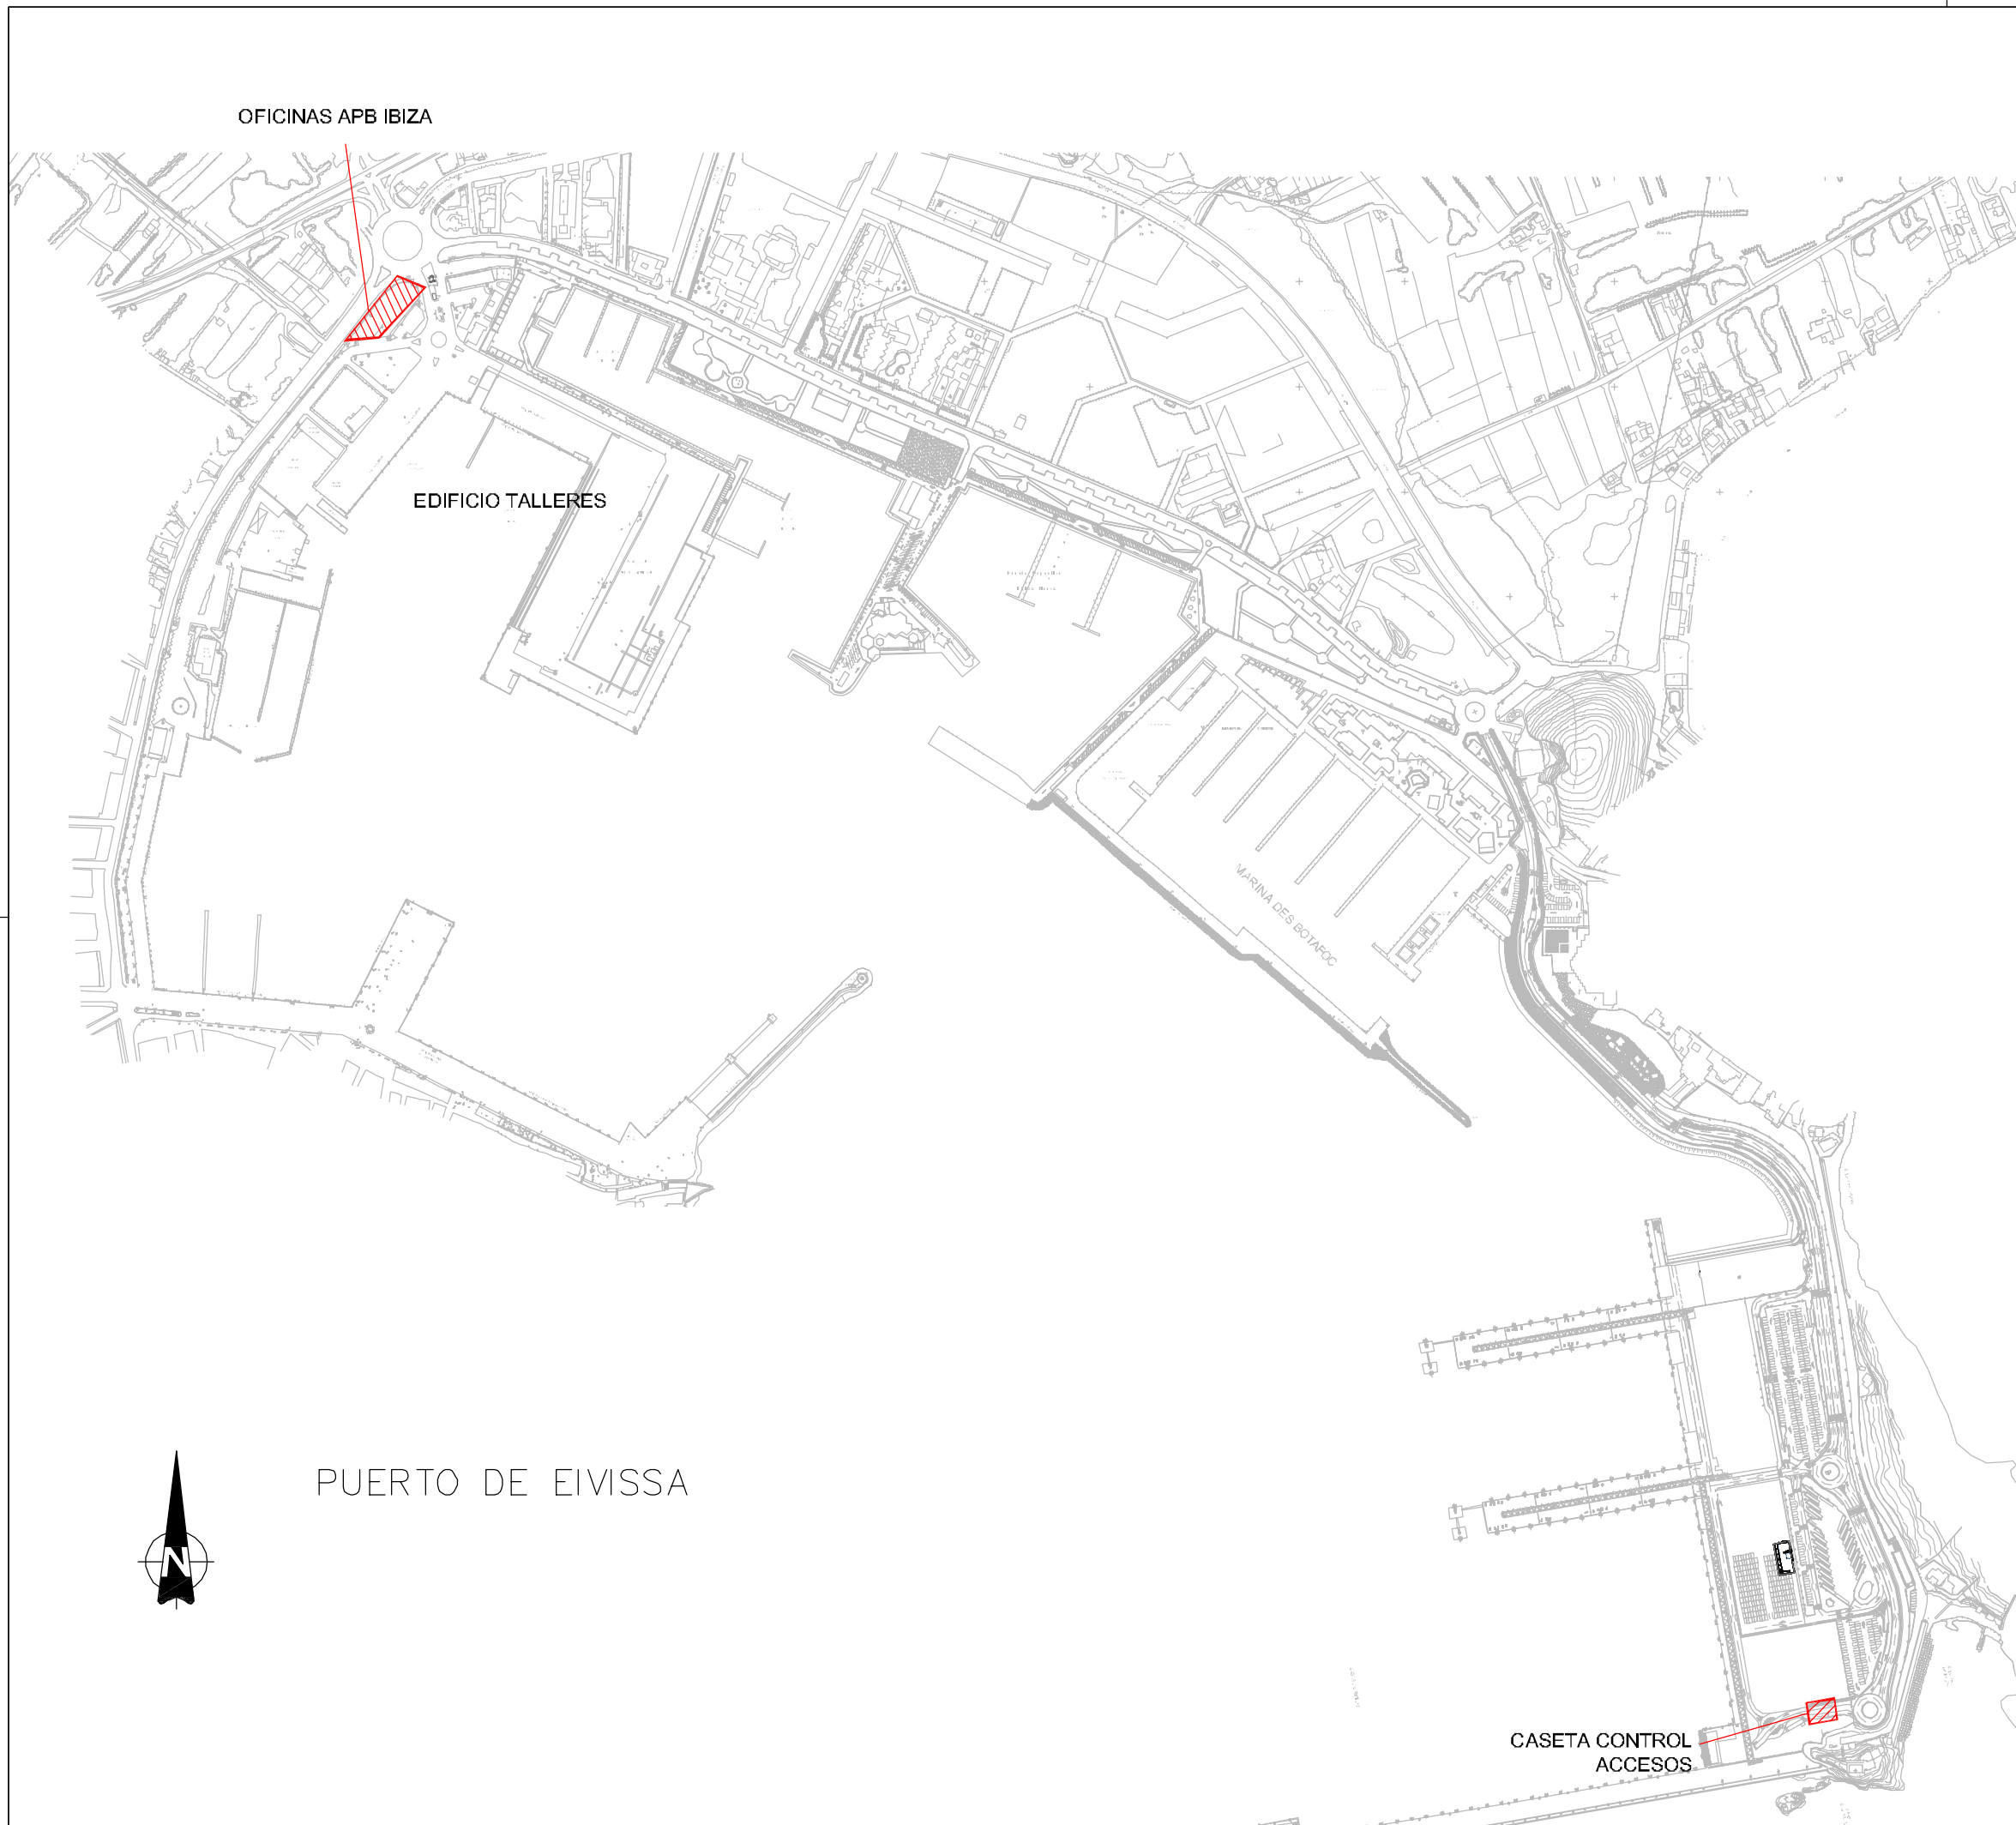 OFICINAS APB IBIZA
EDIFICIO TALLERES
MARINA DES BOTAFOC
PUERTO DE EIVISSA
N
CASETA CONTROL
ACCESOS